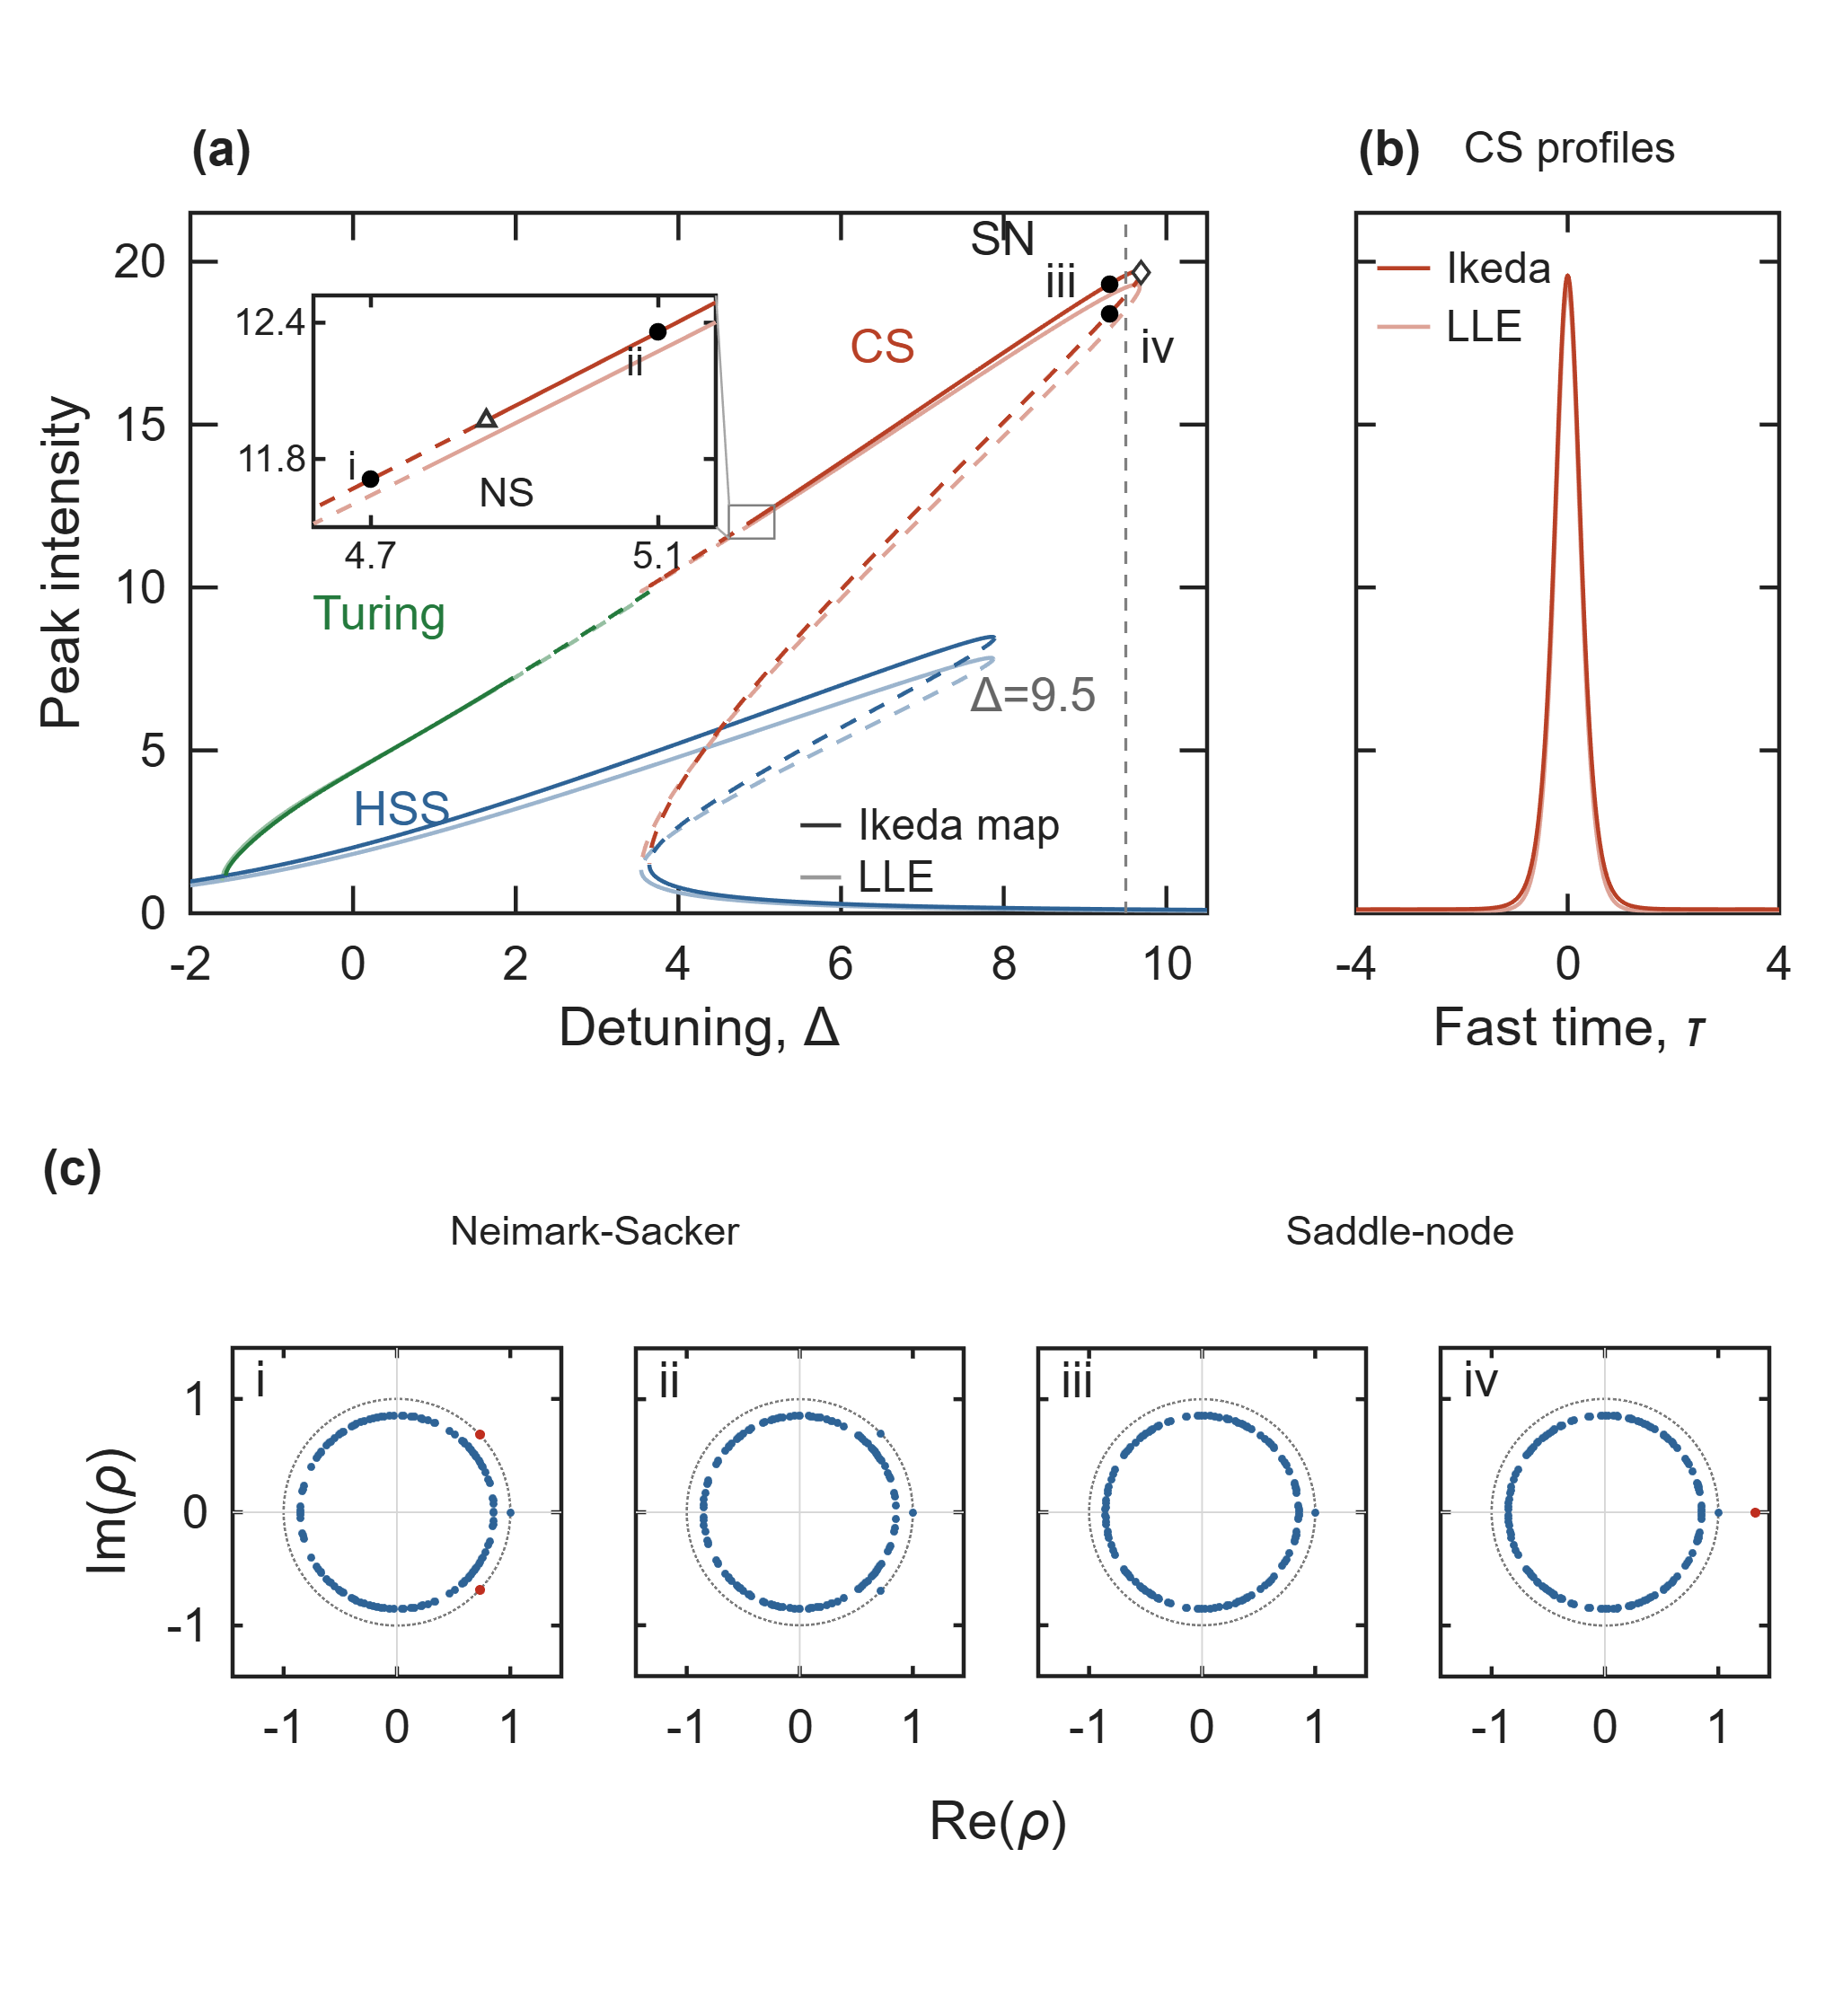 (a)
(b) CS profiles
Peak intensity
20
15
10
5
0
-2 0 2 4 6 8 10
Detuning, Δ
SN
iii
iv
CS
12.4
11.8
i
ii
NS
4.7 5.1
Turing
HSS
Δ=9.5
Ikeda map
LLE
Ikeda
LLE
-4 0 4
Fast time, τ
(c)
Neimark-Sacker
Saddle-node
i
ii
iii
iv
Im(ρ)
1
0
-1
-1 0 1
-1 0 1
-1 0 1
-1 0 1
Re(ρ)